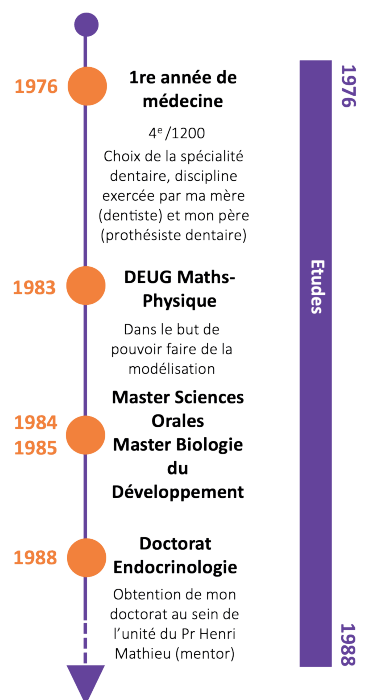 1976
1re année de
médecine
4e/1200
Choix de la spécialité
dentaire, discipline
exercée par ma mère
(dentiste) et mon père
(prothésiste dentaire)
1983
DEUG Maths-
Physique
Dans le but de
pouvoir faire de la
modélisation
1984
1985
Master Sciences
Orales
Master Biologie
du
Développement
1988
Doctorat
Endocrinologie
Obtention de mon
doctorat au sein de
l’unité du Pr Henri
Mathieu (mentor)
1976
Etudes
1988